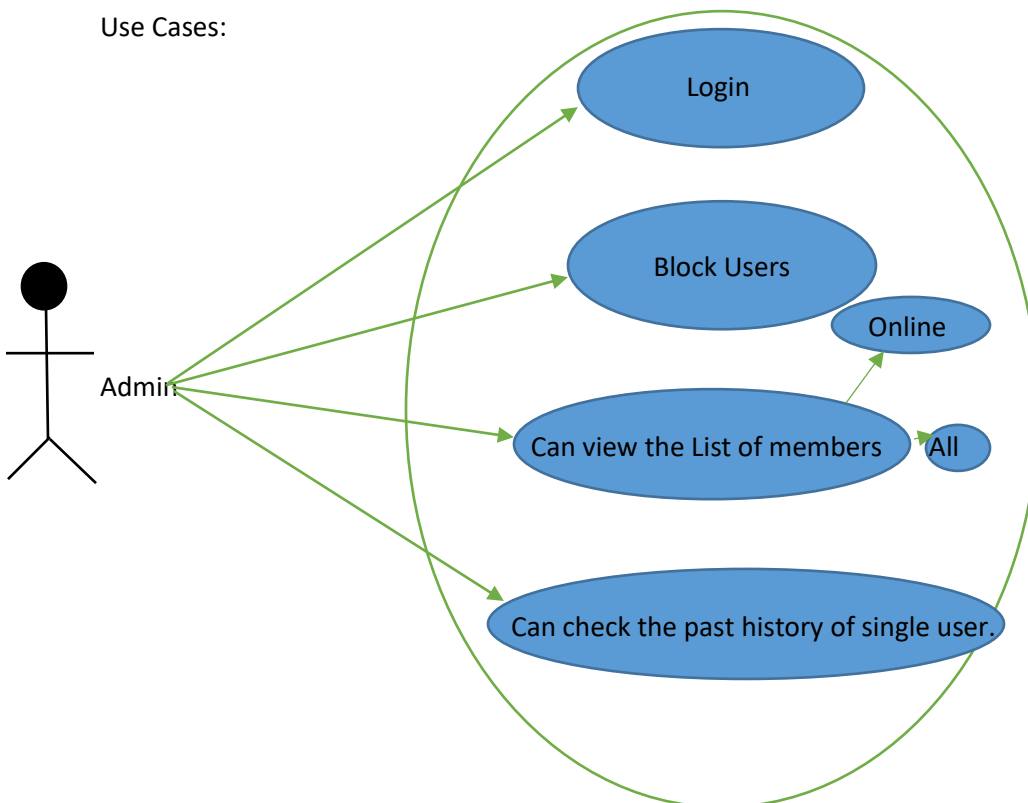 Use Cases:
Login
Block Users
Online
Admin
Can view the List of members
All
Can check the past history of single user.